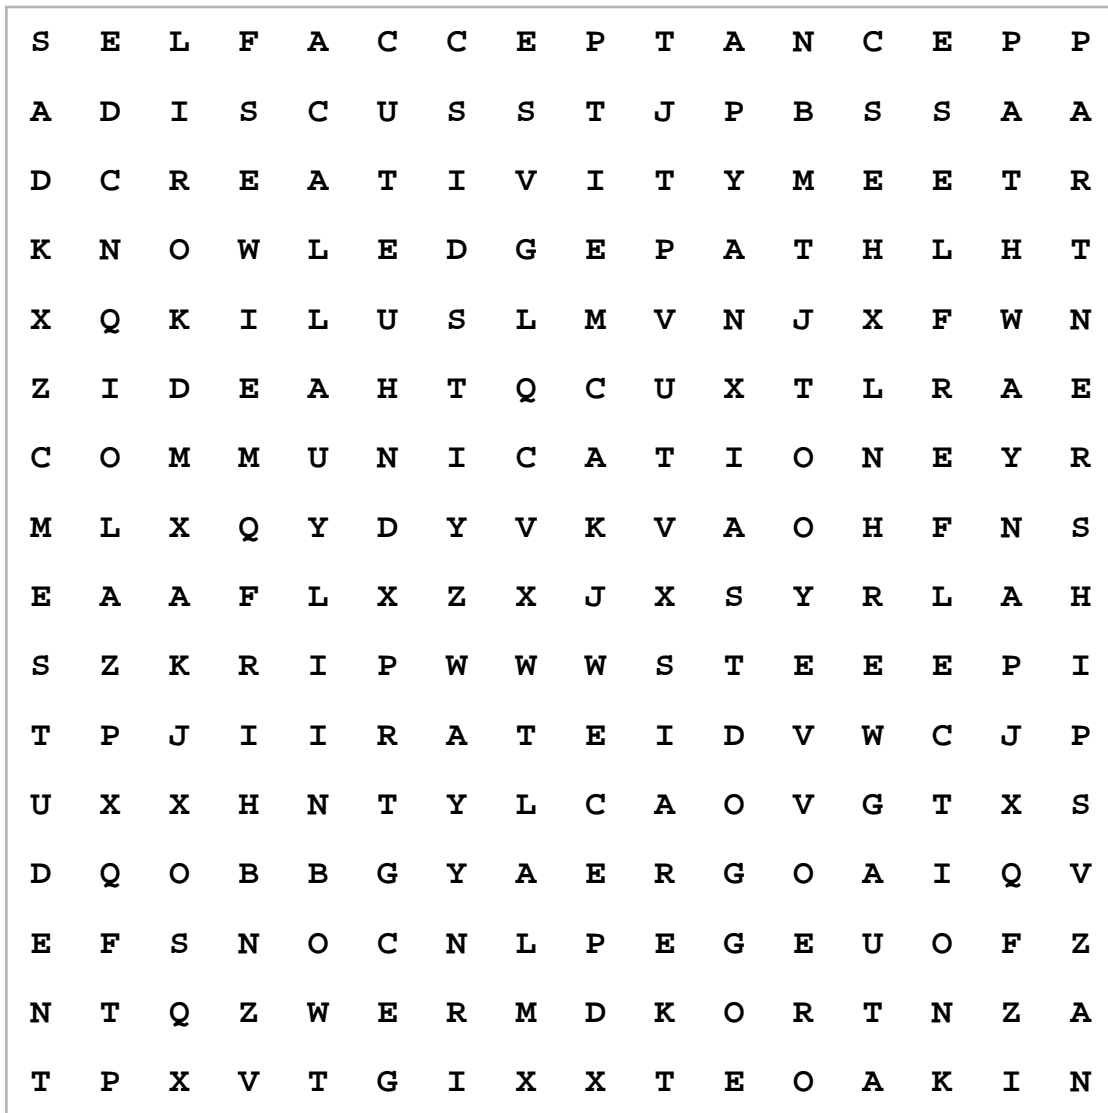 S E L F A C C E P T A N C E P P
A D I S C U S S T J P B S S A A
D C R E A T I V I T Y M E E T R
K N O W L E D G E P A T H L H T
X Q K I L U S L M V N J X F W N
Z I D E A H T Q C U X T L R A E
C O M M U N I C A T I O N E Y R
M L X Q Y D Y V K V A O H F N S
E A A F L X Z X J X S Y R L A H
S Z K R I P W W W S T E E E P I
T P J I I R A T E I D V W C J P
U X X H N T Y L C A O V G T X S
D Q O B B G Y A E R G O A I Q V
E F S N O C N L P E G E U O F Z
N T Q Z W E R M D K O R T N Z A
T P X V T G I X X T E O A K I N